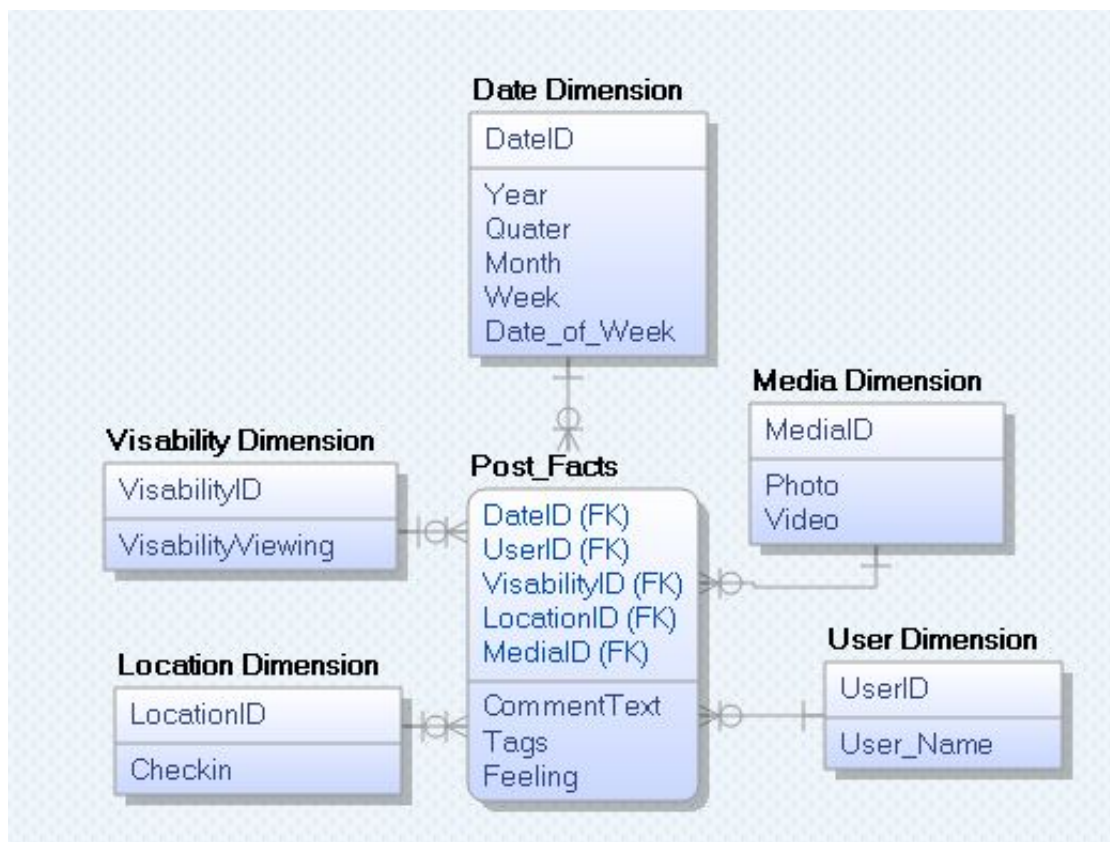 Date Dimension
DateID
Year
Quater
Month
Week
Date_of_Week
Media Dimension
MediaID
Photo
Video
Visability Dimension
VisabilityID
VisabilityViewing
Post_Facts
DateID (FK)
UserID (FK)
VisabilityID (FK)
LocationID (FK)
MediaID (FK)
CommentText
Tags
Feeling
Location Dimension
LocationID
Checkin
User Dimension
UserID
User_Name